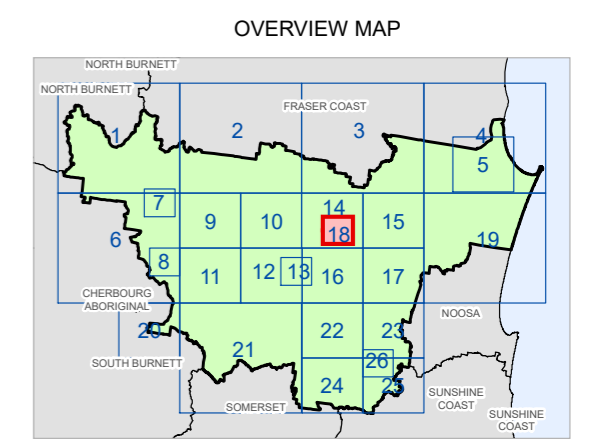 OVERVIEW MAP
NORTH BURNETT
NORTH BURNETT
FRASER COAST
1
2
3
4
5
6
7
8
9
10
11
12
13
14
15
16
17
18
19
CHERBOURG
ABORIGINAL
NOOSA
20
SOUTH BURNETT
21
22
23
24
25
26
SOMERSET
SUNSHINE
COAST
SUNSHINE
COAST